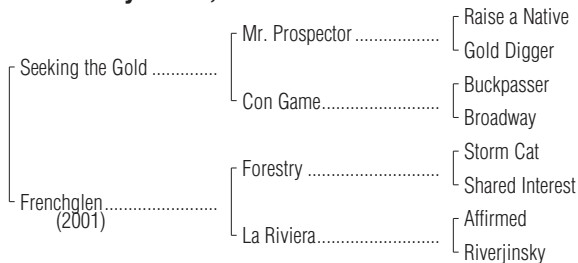 Raise a Native
Mr. Prospector ..................
Gold Digger
Seeking the Gold .............
Buckpasser
Con Game.........................
Broadway
Storm Cat
Forestry ............................
Shared Interest
Frenchglen......................
(2001)
Affirmed
La Riviera..........................
Riverjinsky